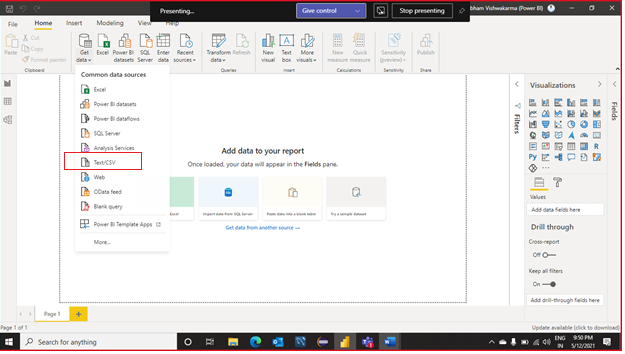 Presenting...
Give control
Stop presenting
bham Vishwakarma (Power BI)
File
Home
Insert
Modeling
View
Help
Paste
Cut
Copy
Format painter
Clipboard
Get data
Excel
Power BI datasets
SQL Server
Enter data
Recent sources
Transform data
Refresh
Queries
New visual
Text box
More visuals
Insert
New measure
Quick measure
Calculations
Sensitivity
Sensitivity
Publish
Share
Common data sources
Excel
Power BI datasets
Power BI dataflows
SQL Server
Analysis Services
Text/CSV
Web
OData feed
Blank query
Power BI Template Apps
More...
Add data to your report
Once loaded, your data will appear in the Fields pane.
Excel
Import data from SQL Server
Paste data into a blank table
Try a sample dataset
Get data from another source →
Filters
Visualizations
Fields
Values
Add data fields here
Drill through
Cross-report
Off
Keep all filters
On
Add drill-through fields here
Page 1
Page 1 of 1
Update available (click to download)
Type here to search for anything
ENG
IN
9:50 PM
5/12/2021